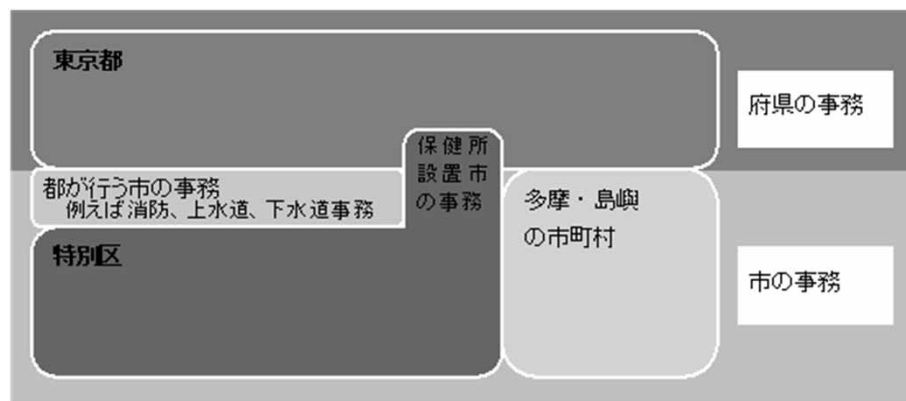 東京都
府県の事務
保健所
設置市
の事務
都が行う市の事務
例えば消防、上水道、下水道事務
多摩・島嶼
の市町村
特別区
市の事務